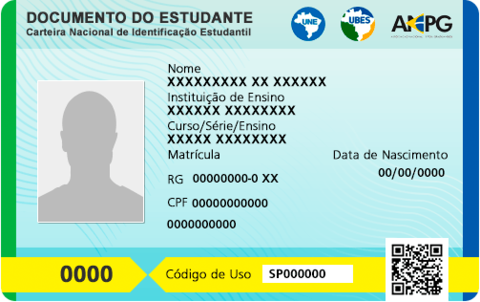 DOCUMENTO DO ESTUDANTE
Carteira Nacional de Identificação Estudantil
UNE
UBES
ANPG
Nome
XXXXXXXXX XX XXXXXX
Instituição de Ensino
XXXXXX XXXXXXXX
Curso/Série/Ensino
XXXXX XXXXXXXX
Matrícula
Data de Nascimento
RG 00000000-0 XX
00/00/0000
CPF 00000000000
0000000000
0000
Código de Uso SP000000